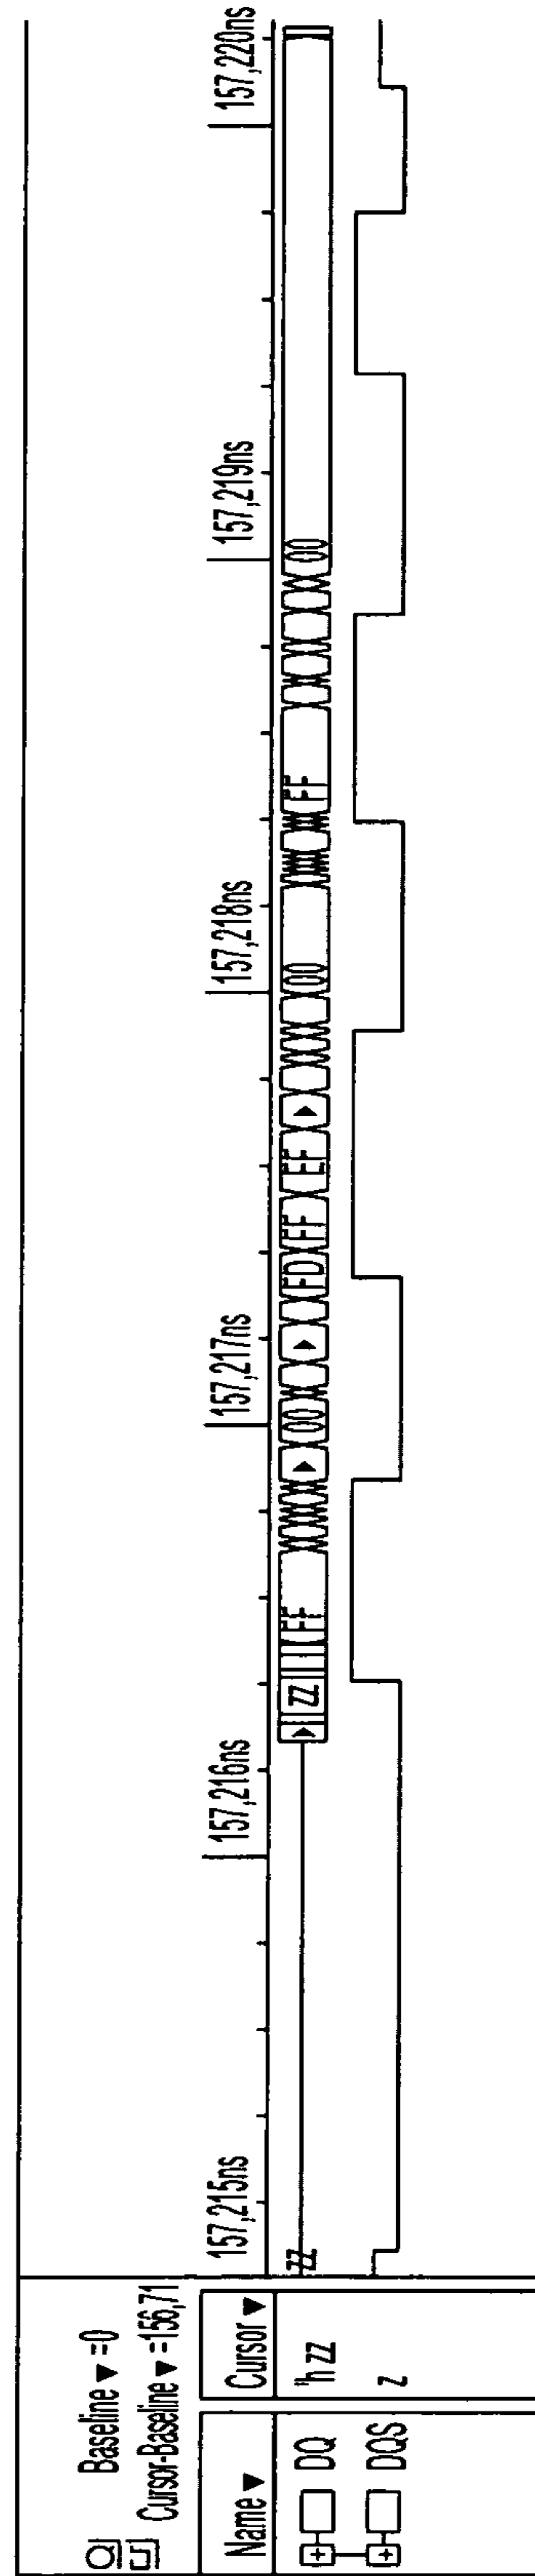 Baseline ▼ =0
Cursor-Baseline ▼ =156,71
Name ▼ Cursor ▼
157,215ns 157,216ns 157,217ns 157,218ns 157,219ns 157,220ns
DQ 'h ZZ ZZ ZZ FF 00 FD FF EF 00 FF 00
DQS Z